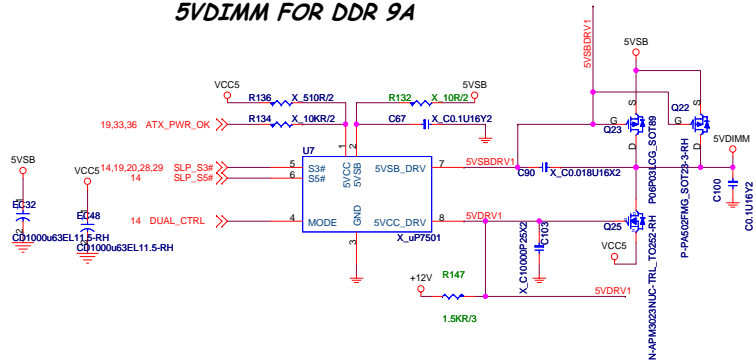 5VDIMM FOR DDR 9A
5VSBDRV1
5VSB
VCC5
5VSB
R136
X_510R/2
R132
X_10R/2
Q22
19,33,36 ATX_PWR_OK
R134
X_10KR/2
C67
X_C0.1U16Y2
G
S
D
Q23
G
S
D
P06P03LCG_SOT89
P-PA502FMG_SOT23-3-RH
U7
1
2
5VCC
5VSB
5VSB
VCC5
14,19,20,28,29 SLP_S3#
5
S3#
5VSB_DRV
7
5VSBDRV1
14 SLP_S5#
6
S5#
C90
X_C0.018U16X2
5VDIMM
C100
C0.1U16Y2
EC32
CD1000u63EL11.5-RH
EC48
CD1000u63EL11.5-RH
14 DUAL_CTRL
4
MODE
GND
3
5VCC_DRV
8
5VDRV1
X_uP7501
C103
X_C10000P25X2
Q25
VCC5
N-APM3023NUC-TRL_TO252-RH
+12V
R147
1.5KR/3
5VDRV1